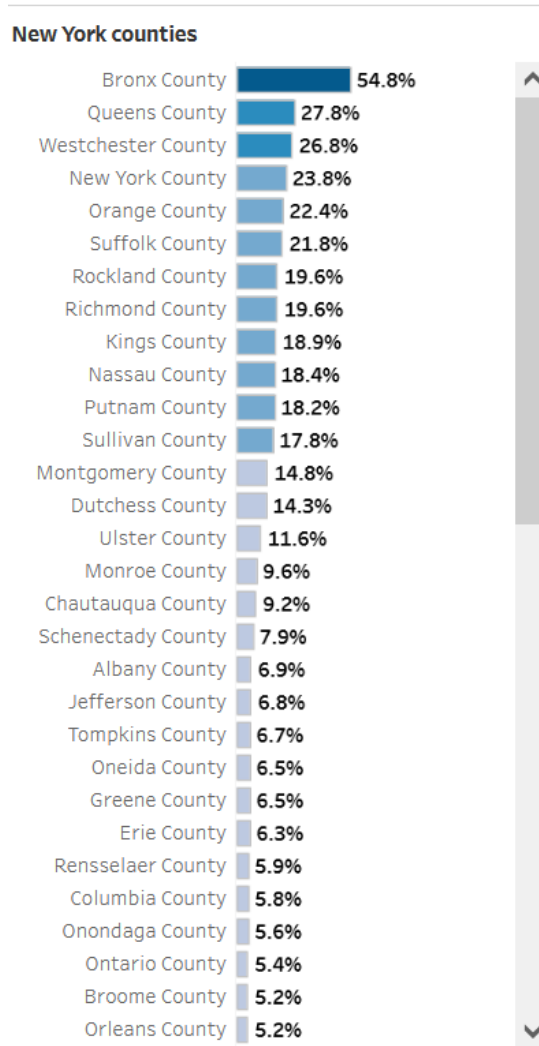 New York counties
Bronx County 54.8%
Queens County 27.8%
Westchester County 26.8%
New York County 23.8%
Orange County 22.4%
Suffolk County 21.8%
Rockland County 19.6%
Richmond County 19.6%
Kings County 18.9%
Nassau County 18.4%
Putnam County 18.2%
Sullivan County 17.8%
Montgomery County 14.8%
Dutchess County 14.3%
Ulster County 11.6%
Monroe County 9.6%
Chautauqua County 9.2%
Schenectady County 7.9%
Albany County 6.9%
Jefferson County 6.8%
Tompkins County 6.7%
Oneida County 6.5%
Greene County 6.5%
Erie County 6.3%
Rensselaer County 5.9%
Columbia County 5.8%
Onondaga County 5.6%
Ontario County 5.4%
Broome County 5.2%
Orleans County 5.2%